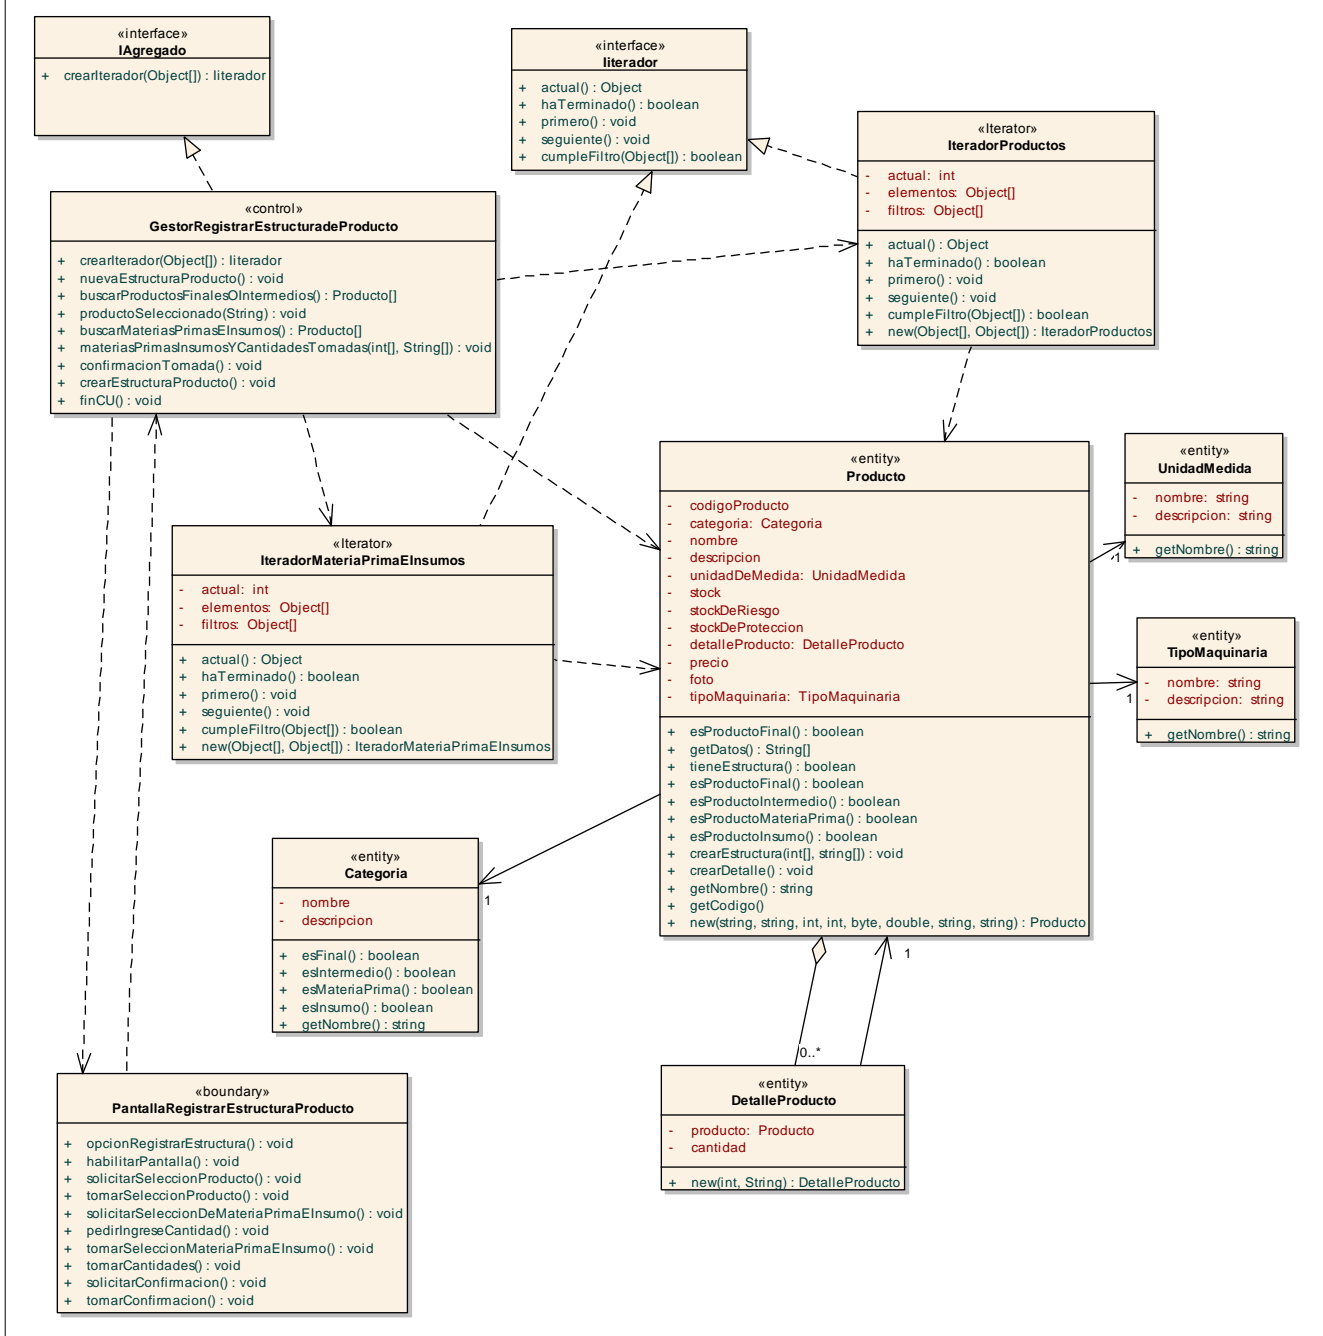 «interface»
IAgregado
+ crearIterador(Object[]) : Iiterador
«interface»
Iiterador
+ actual() : Object
+ haTerminado() : boolean
+ primero() : void
+ seguiente() : void
+ cumpleFiltro(Object[]) : boolean
«Iterator»
IteradorProductos
- actual: int
- elementos: Object[]
- filtros: Object[]
+ actual() : Object
+ haTerminado() : boolean
+ primero() : void
+ seguiente() : void
+ cumpleFiltro(Object[]) : boolean
+ new(Object[], Object[]) : IteradorProductos
«control»
GestorRegistrarEstructuradeProducto
+ crearIterador(Object[]) : Iiterador
+ nuevaEstructuraProducto() : void
+ buscarProductosFinalesOIntermedios() : Producto[]
+ productoSeleccionado(String) : void
+ buscarMateriasPrimasEInsumos() : Producto[]
+ materiasPrimasInsumosYCantidadesTomadas(int[], String[]) : void
+ confirmacionTomada() : void
+ crearEstructuraProducto() : void
+ finCU() : void
«entity»
Producto
- codigoProducto
- categoria: Categoria
- nombre
- descripcion
- unidadDeMedida: UnidadMedida
- stock
- stockDeRiesgo
- stockDeProteccion
- detalleProducto: DetalleProducto
- precio
- foto
- tipoMaquinaria: TipoMaquinaria
+ esProductoFinal() : boolean
+ getDatos() : String[]
+ tieneEstructura() : boolean
+ esProductoFinal() : boolean
+ esProductoIntermedio() : boolean
+ esProductoMateriaPrima() : boolean
+ esProductoInsumo() : boolean
+ crearEstructura(int[], string[]) : void
+ crearDetalle() : void
+ getNombre() : string
+ getCodigo()
+ new(string, string, int, int, byte, double, string, string) : Producto
«entity»
UnidadMedida
- nombre: string
- descripcion: string
+ getNombre() : string
1
«entity»
TipoMaquinaria
- nombre: string
- descripcion: string
+ getNombre() : string
1
«Iterator»
IteradorMateriaPrimaEInsumos
- actual: int
- elementos: Object[]
- filtros: Object[]
+ actual() : Object
+ haTerminado() : boolean
+ primero() : void
+ seguiente() : void
+ cumpleFiltro(Object[]) : boolean
+ new(Object[], Object[]) : IteradorMateriaPrimaEInsumos
«entity»
Categoria
- nombre
- descripcion
+ esFinal() : boolean
+ esIntermedio() : boolean
+ esMateriaPrima() : boolean
+ esInsumo() : boolean
+ getNombre() : string
1
1
0..*
«entity»
DetalleProducto
- producto: Producto
- cantidad
+ new(int, String) : DetalleProducto
«boundary»
PantallaRegistrarEstructuraProducto
+ opcionRegistrarEstructura() : void
+ habilitarPantalla() : void
+ solicitarSeleccionProducto() : void
+ tomarSeleccionProducto() : void
+ solicitarSeleccionDeMateriaPrimaEInsumo() : void
+ pedirIngreseCantidad() : void
+ tomarSeleccionMateriaPrimaEInsumo() : void
+ tomarCantidades() : void
+ solicitarConfirmacion() : void
+ tomarConfirmacion() : void